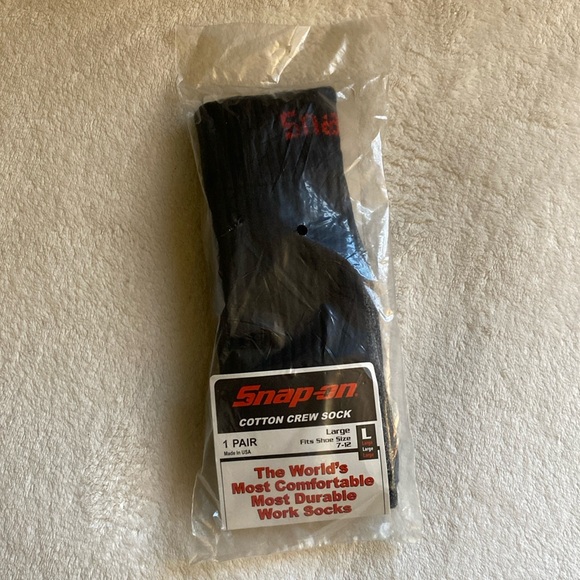 Sna
Snap-on
COTTON CREW SOCK
1 PAIR
Made in USA
Large
Fits Shoe Size
7-12
L
Large
The World's
Most Comfortable
Most Durable
Work Socks